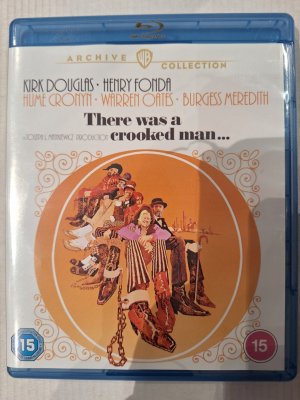 ARCHIVE WB COLLECTION
KIRK DOUGLAS · HENRY FONDA
HUME CRONYN · WARREN OATES · BURGESS MEREDITH
There was a
A JOSEPH L. MANKIEWICZ PRODUCTION crooked man...
15 15